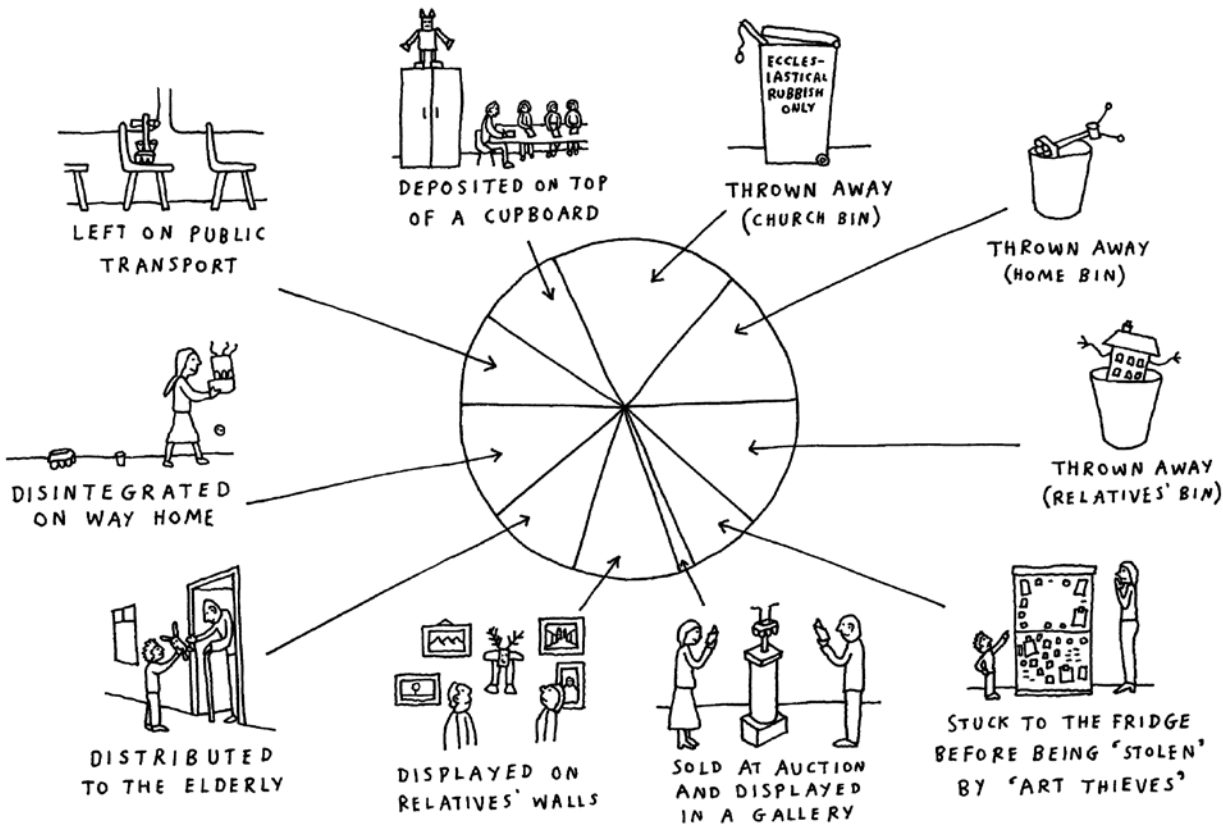 ECCLES-
IASTICAL
RUBBISH
ONLY
LEFT ON PUBLIC
TRANSPORT
DEPOSITED ON TOP
OF A CUPBOARD
THROWN AWAY
(CHURCH BIN)
THROWN AWAY
(HOME BIN)
DISINTEGRATED
ON WAY HOME
THROWN AWAY
(RELATIVES' BIN)
DISTRIBUTED
TO THE ELDERLY
DISPLAYED ON
RELATIVES' WALLS
SOLD AT AUCTION
AND DISPLAYED
IN A GALLERY
STUCK TO THE FRIDGE
BEFORE BEING 'STOLEN'
BY 'ART THIEVES'